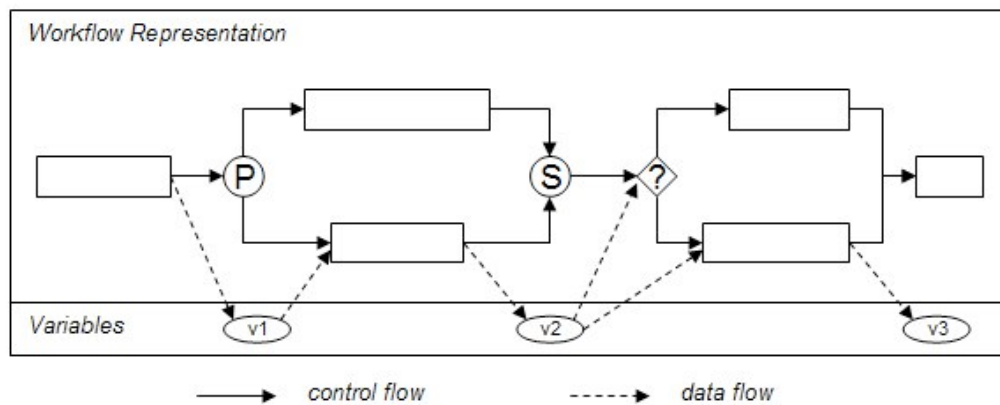 Workflow Representation
P
S
?
Variables
v1
v2
v3
control flow
data flow